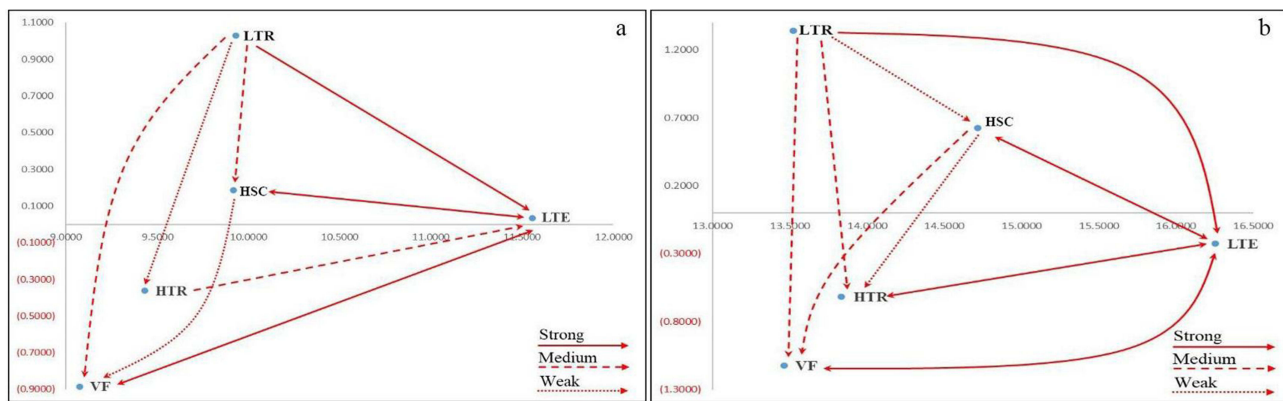 a
1.1000
0.9000
0.7000
0.5000
0.3000
0.1000
(0.1000)
(0.3000)
(0.5000)
(0.7000)
(0.9000)
9.0000 9.5000 10.0000 10.5000 11.0000 11.5000 12.0000
LTR
HSC
LTE
HTR
VF
Strong
Medium
Weak
b
1.2000
0.7000
0.2000
(0.3000)
(0.8000)
(1.3000)
13.0000 13.5000 14.0000 14.5000 15.0000 15.5000 16.0000 16.5000
LTR
HSC
LTE
HTR
VF
Strong
Medium
Weak